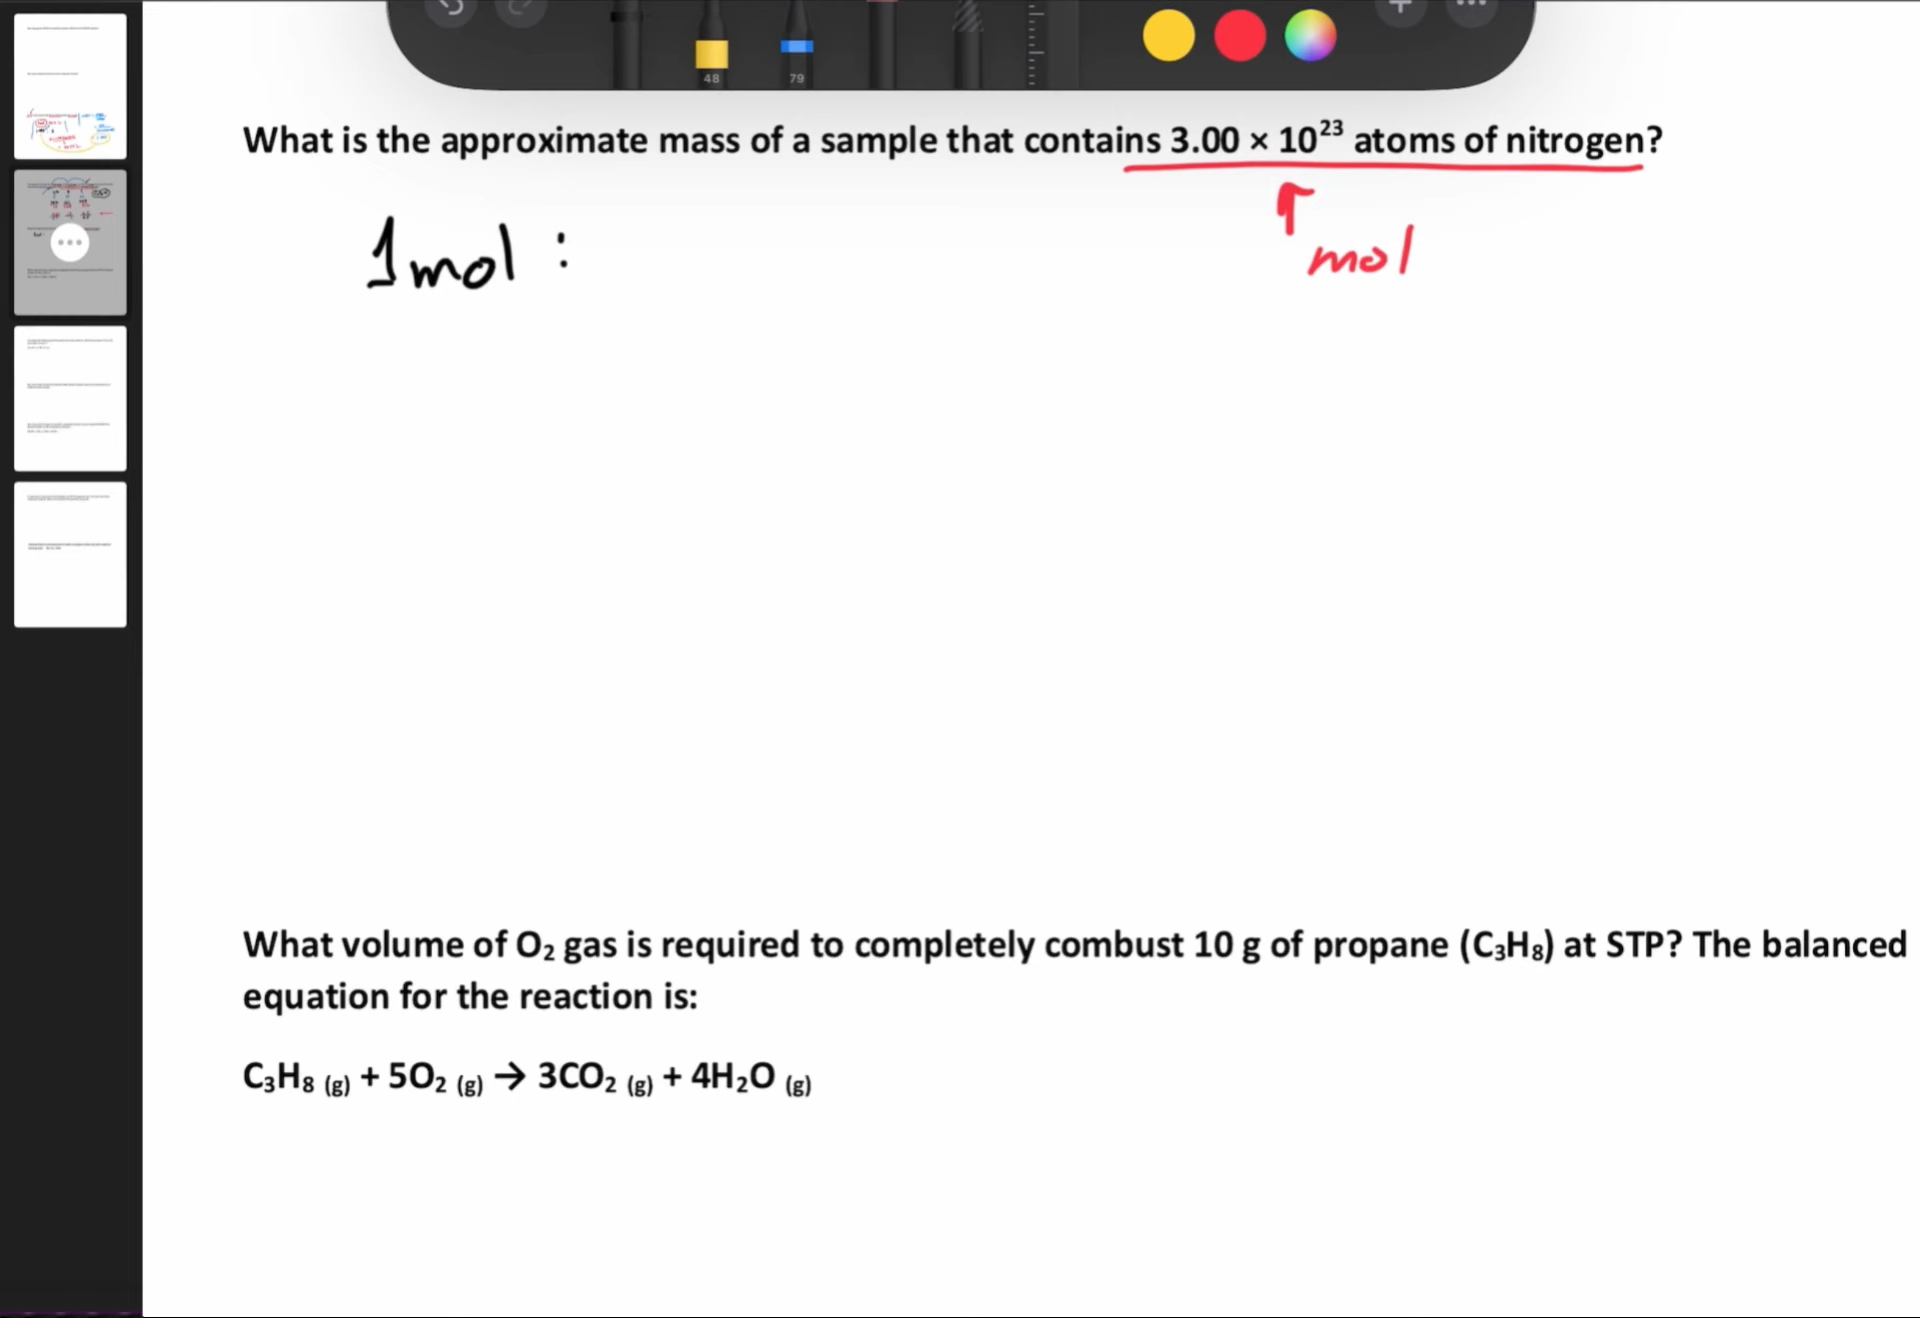 48 79
What is the approximate mass of a sample that contains 3.00 × 10²³ atoms of nitrogen?
1 mol :
mol
What volume of O₂ gas is required to completely combust 10 g of propane (C₃H₈) at STP? The balanced
equation for the reaction is:
C₃H₈ (g) + 5O₂ (g) → 3CO₂ (g) + 4H₂O (g)